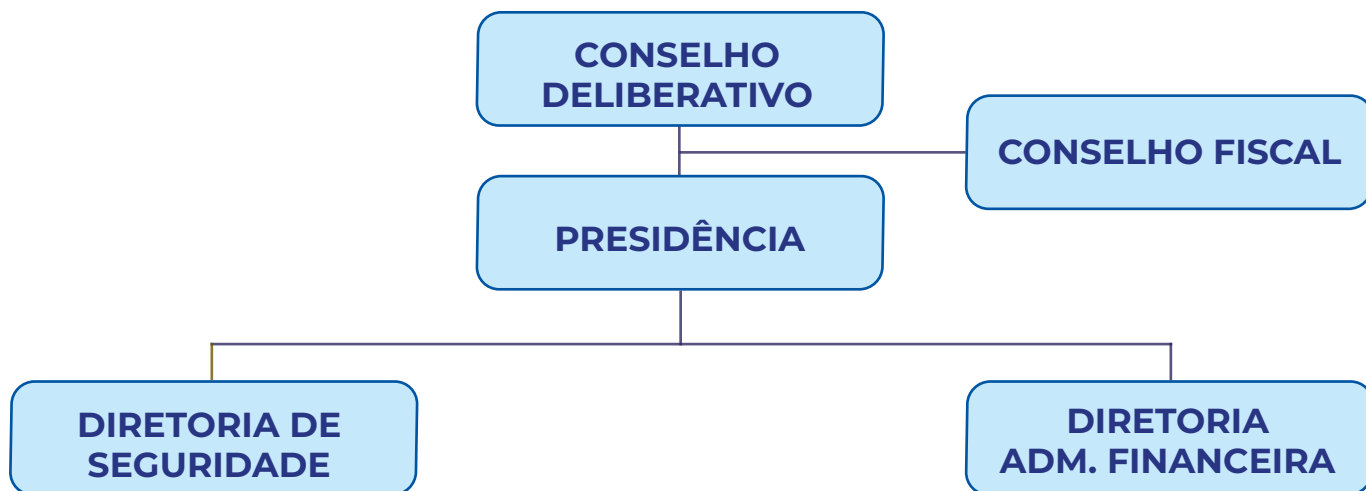 CONSELHO
DELIBERATIVO
CONSELHO FISCAL
PRESIDÊNCIA
DIRETORIA DE
SEGURIDADE
DIRETORIA
ADM. FINANCEIRA